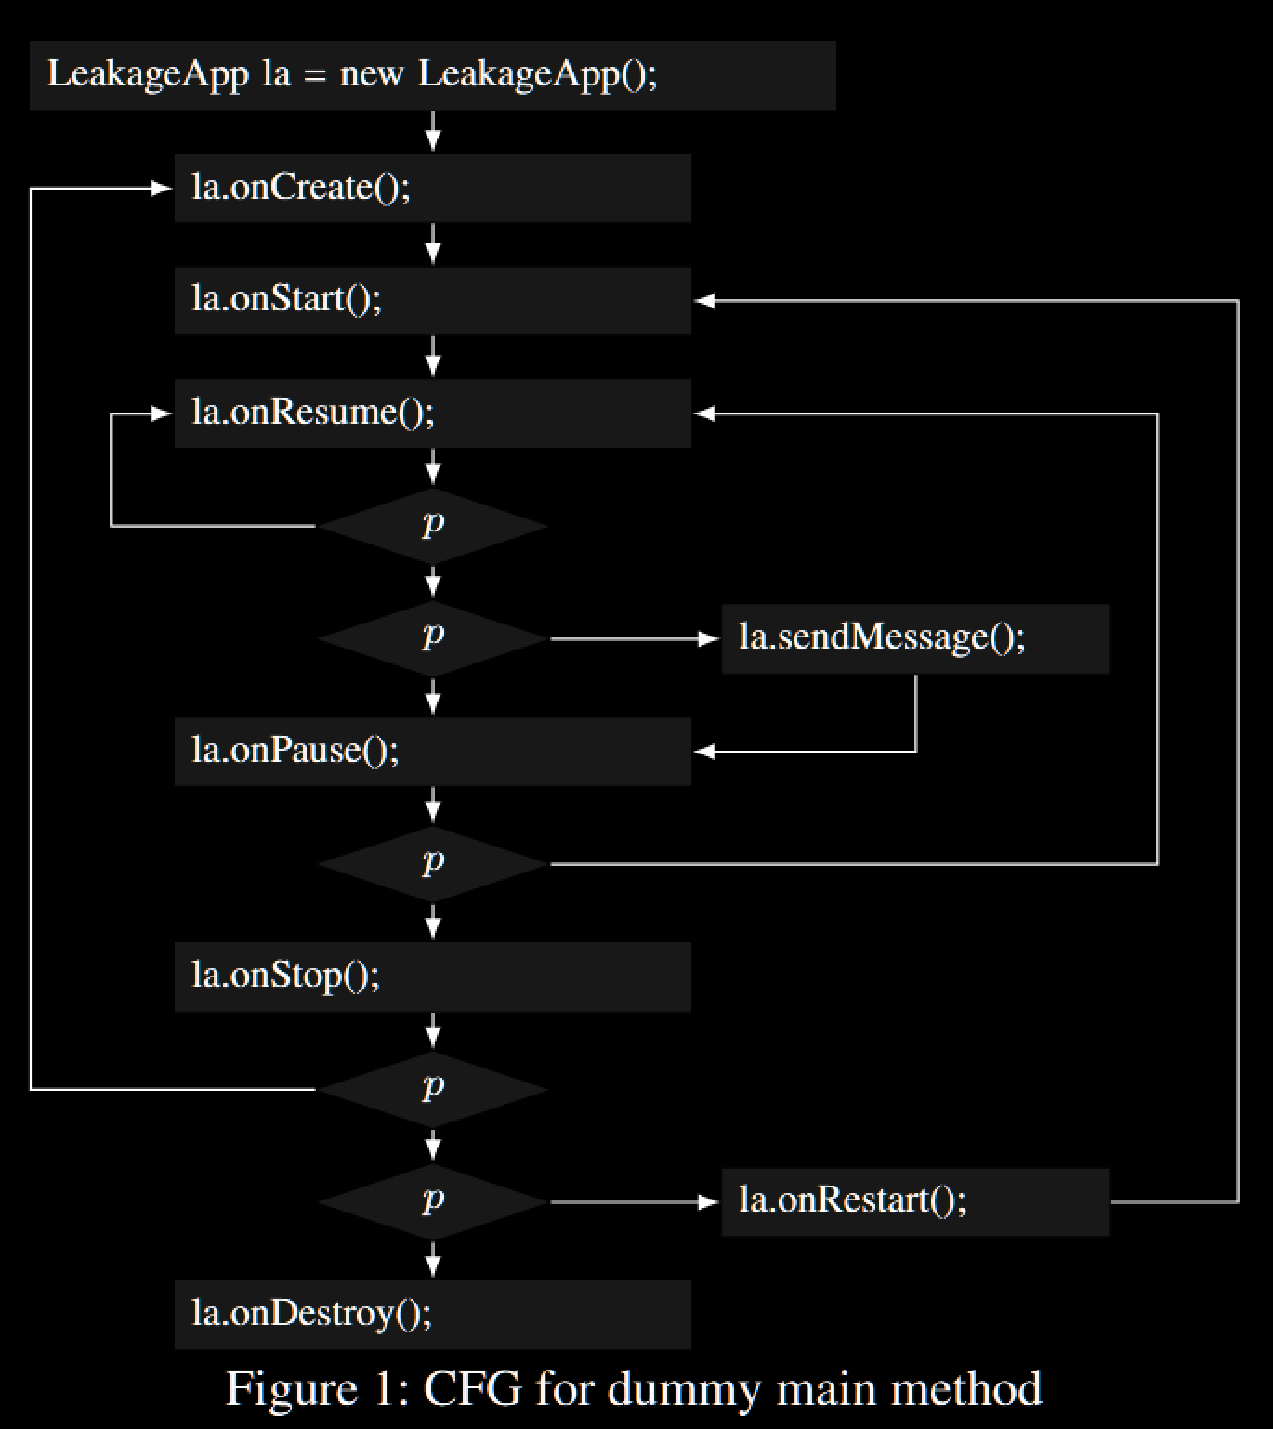 LeakageApp la = new LeakageApp();
la.onCreate();
la.onStart();
la.onResume();
p
p
la.sendMessage();
la.onPause();
p
la.onStop();
p
p
la.onRestart();
la.onDestroy();
Figure 1: CFG for dummy main method